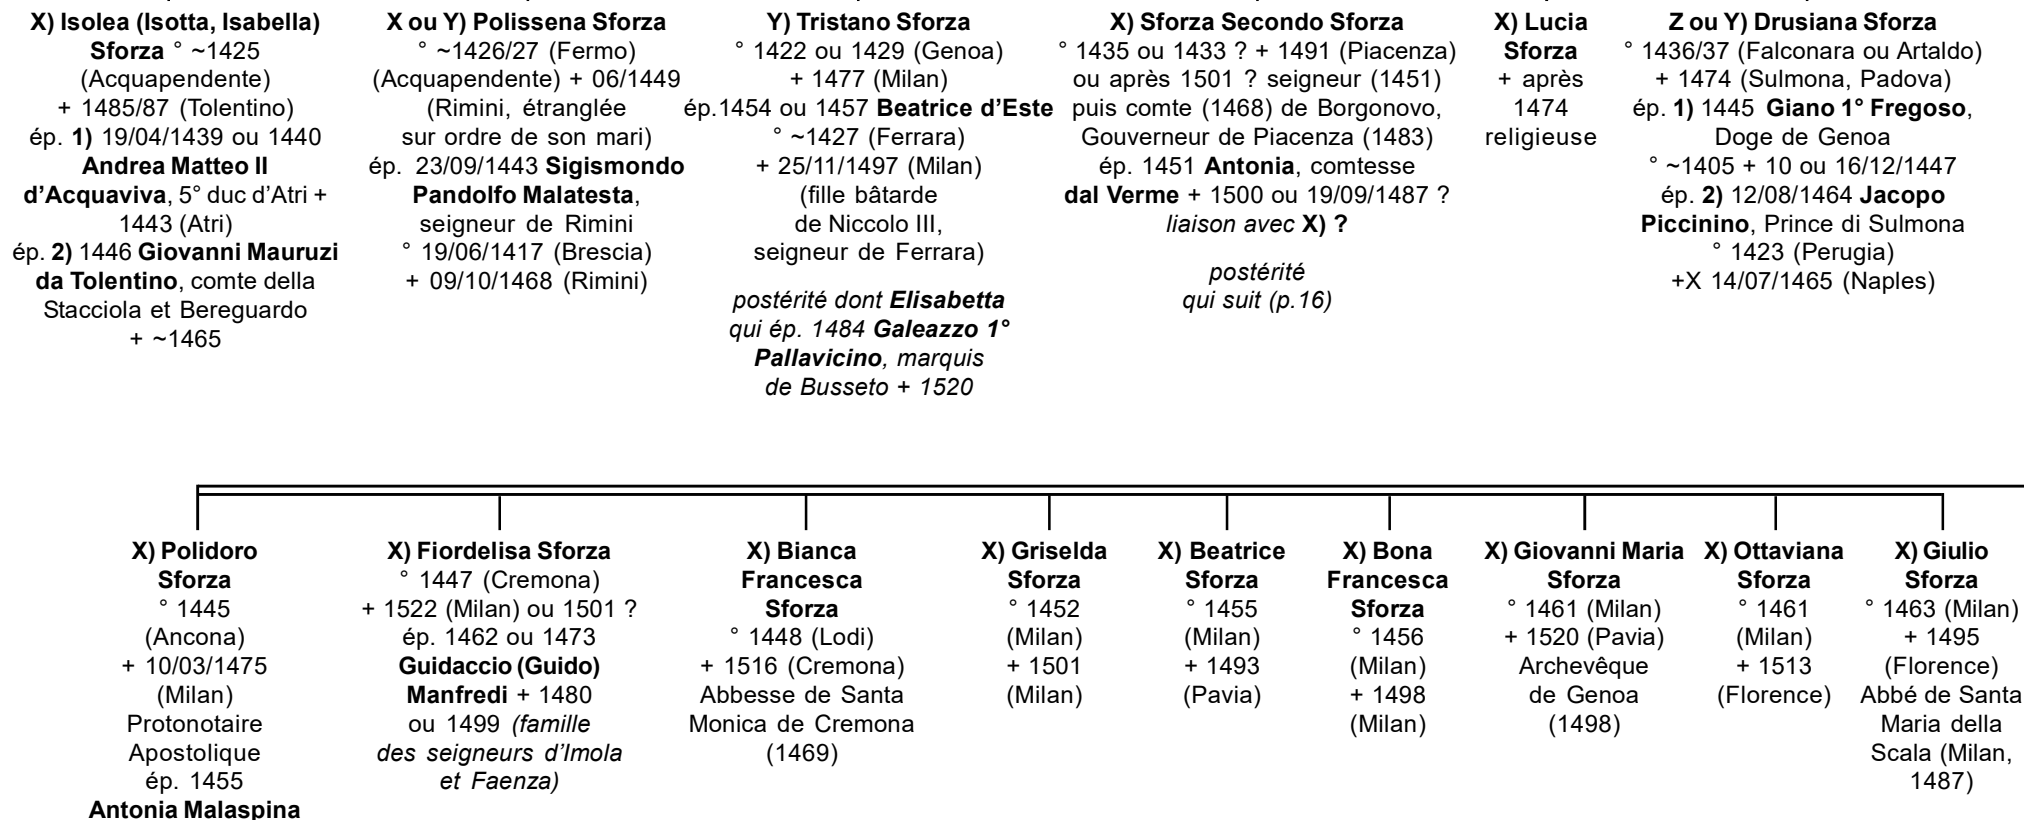 X) Isolea (Isotta, Isabella)
Sforza ° ~1425
(Acquapendente)
+ 1485/87 (Tolentino)
ép. 1) 19/04/1439 ou 1440
Andrea Matteo II
d’Acquaviva, 5° duc d’Atri +
1443 (Atri)
ép. 2) 1446 Giovanni Mauruzi
da Tolentino, comte della
Stacciola et Bereguardo
+ ~1465
X ou Y) Polissena Sforza
° ~1426/27 (Fermo)
(Acquapendente) + 06/1449
(Rimini, étranglée
sur ordre de son mari)
ép. 23/09/1443 Sigismondo
Pandolfo Malatesta,
seigneur de Rimini
° 19/06/1417 (Brescia)
+ 09/10/1468 (Rimini)
Y) Tristano Sforza
° 1422 ou 1429 (Genoa)
+ 1477 (Milan)
ép.1454 ou 1457 Beatrice d’Este
° ~1427 (Ferrara)
+ 25/11/1497 (Milan)
(fille bâtarde
de Niccolo III,
seigneur de Ferrara)
postérité dont Elisabetta
qui ép. 1484 Galeazzo 1°
Pallavicino, marquis
de Busseto + 1520
X) Sforza Secondo Sforza
° 1435 ou 1433 ? + 1491 (Piacenza)
ou après 1501 ? seigneur (1451)
puis comte (1468) de Borgonovo,
Gouverneur de Piacenza (1483)
ép. 1451 Antonia, comtesse
dal Verme + 1500 ou 19/09/1487 ?
liaison avec X) ?
postérité
qui suit (p.16)
X) Lucia
Sforza
+ après
1474
religieuse
Z ou Y) Drusiana Sforza
° 1436/37 (Falconara ou Artaldo)
+ 1474 (Sulmona, Padova)
ép. 1) 1445 Giano 1° Fregoso,
Doge de Genoa
° ~1405 + 10 ou 16/12/1447
ép. 2) 12/08/1464 Jacopo
Piccinino, Prince di Sulmona
° 1423 (Perugia)
+X 14/07/1465 (Naples)
X) Polidoro
Sforza
° 1445
(Ancona)
+ 10/03/1475
(Milan)
Protonotaire
Apostolique
ép. 1455
Antonia Malaspina
X) Fiordelisa Sforza
° 1447 (Cremona)
+ 1522 (Milan) ou 1501 ?
ép. 1462 ou 1473
Guidaccio (Guido)
Manfredi + 1480
ou 1499 (famille
des seigneurs d’Imola
et Faenza)
X) Bianca
Francesca
Sforza
° 1448 (Lodi)
+ 1516 (Cremona)
Abbesse de Santa
Monica de Cremona
(1469)
X) Griselda
Sforza
° 1452
(Milan)
+ 1501
(Milan)
X) Beatrice
Sforza
° 1455
(Milan)
+ 1493
(Pavia)
X) Bona
Francesca
Sforza
° 1456
(Milan)
+ 1498
(Milan)
X) Giovanni Maria
Sforza
° 1461 (Milan)
+ 1520 (Pavia)
Archevêque
de Genoa
(1498)
X) Ottaviana
Sforza
° 1461
(Milan)
+ 1513
(Florence)
X) Giulio
Sforza
° 1463 (Milan)
+ 1495
(Florence)
Abbé de Santa
Maria della
Scala (Milan,
1487)